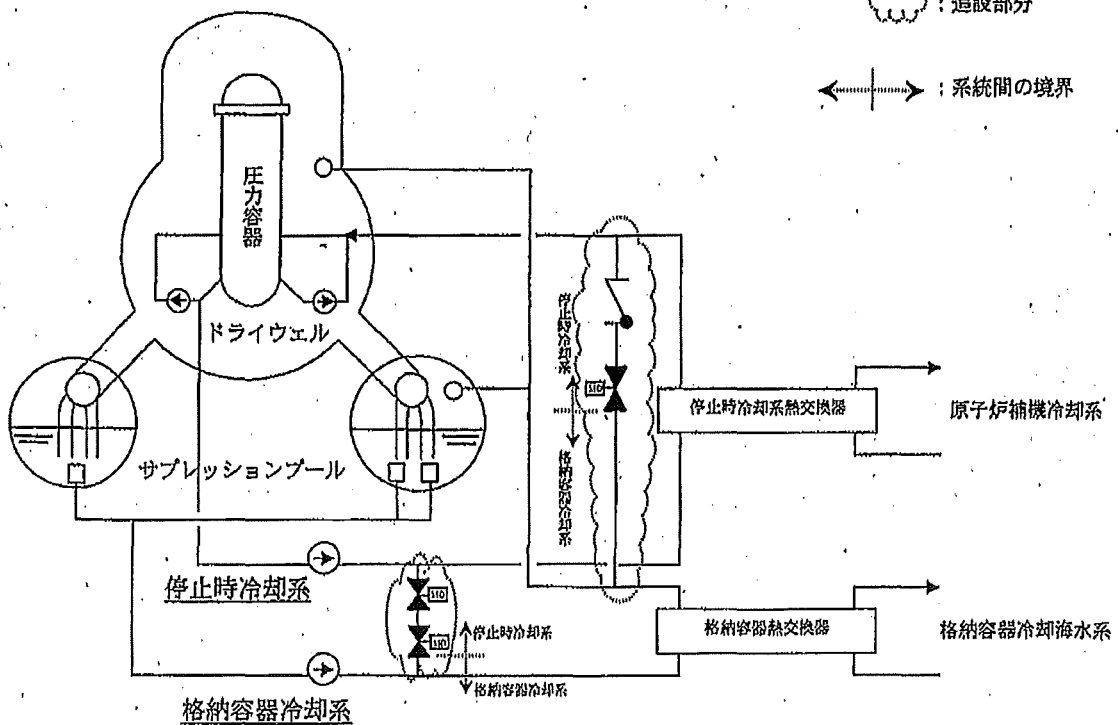 ：追設部分
：系統間の境界
圧力容器
ドライウェル
停止時冷却系
格納容器冷却系
停止時冷却系熱交換器
原子炉補機冷却系
サプレッションプール
停止時冷却系
停止時冷却系
格納容器冷却系
格納容器熱交換器
格納容器冷却海水系
格納容器冷却系